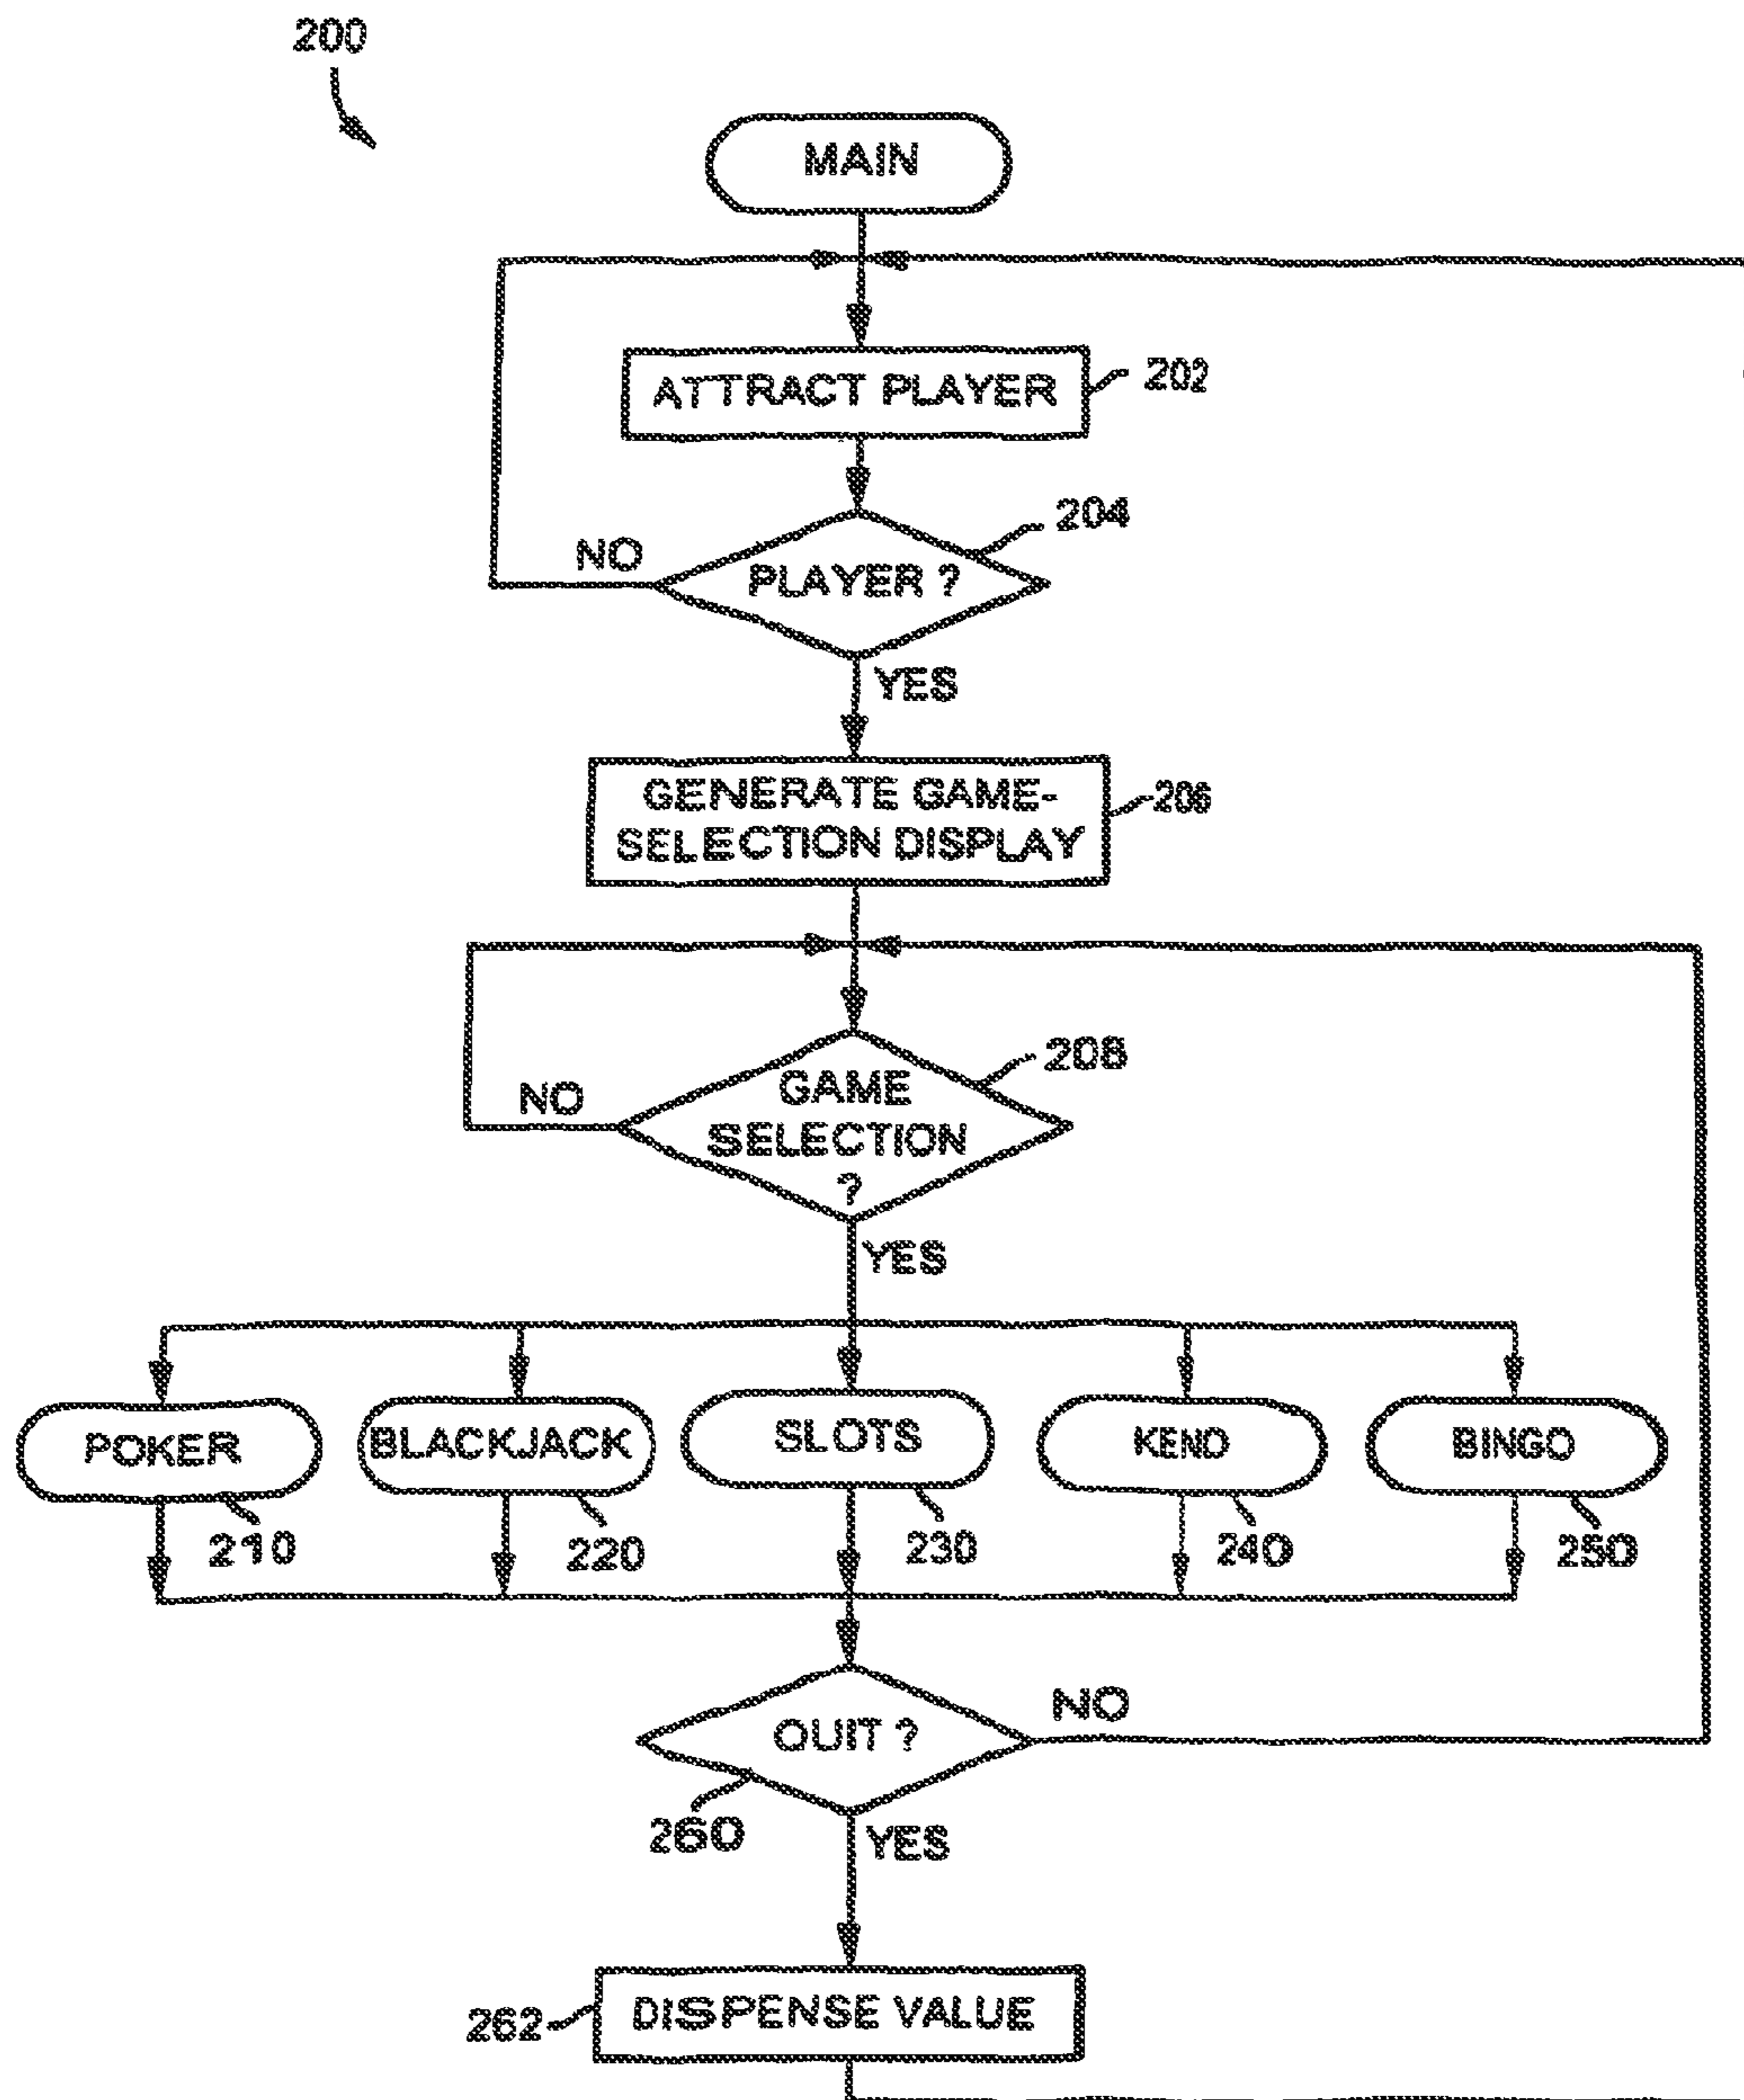 200
MAIN
ATTRACT PLAYER
202
204
NO
PLAYER ?
YES
GENERATE GAME-
SELECTION DISPLAY
206
208
NO
GAME
SELECTION
?
YES
POKER
BLACKJACK
SLOTS
KENO
BINGO
210
220
230
240
250
NO
QUIT ?
260
YES
262
DISPENSE VALUE